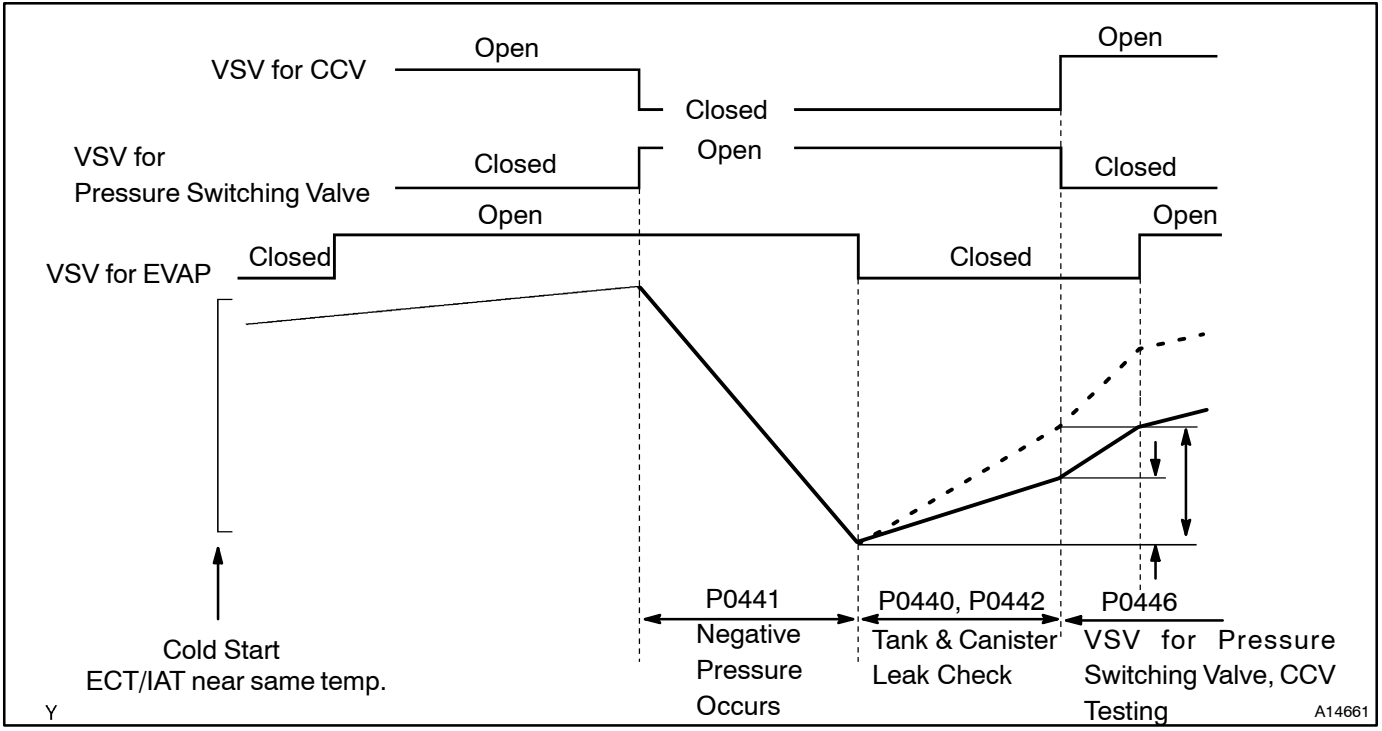 Open
Open
VSV for CCV
Closed
VSV for
Pressure Switching Valve
Closed
Open
Closed
Open
Open
VSV for EVAP
Closed
Closed
P0441
P0440, P0442
P0446
Negative
Pressure
Occurs
Tank & Canister
Leak Check
VSV for Pressure
Switching Valve, CCV
Testing
Cold Start
ECT/IAT near same temp.
Y
A14661